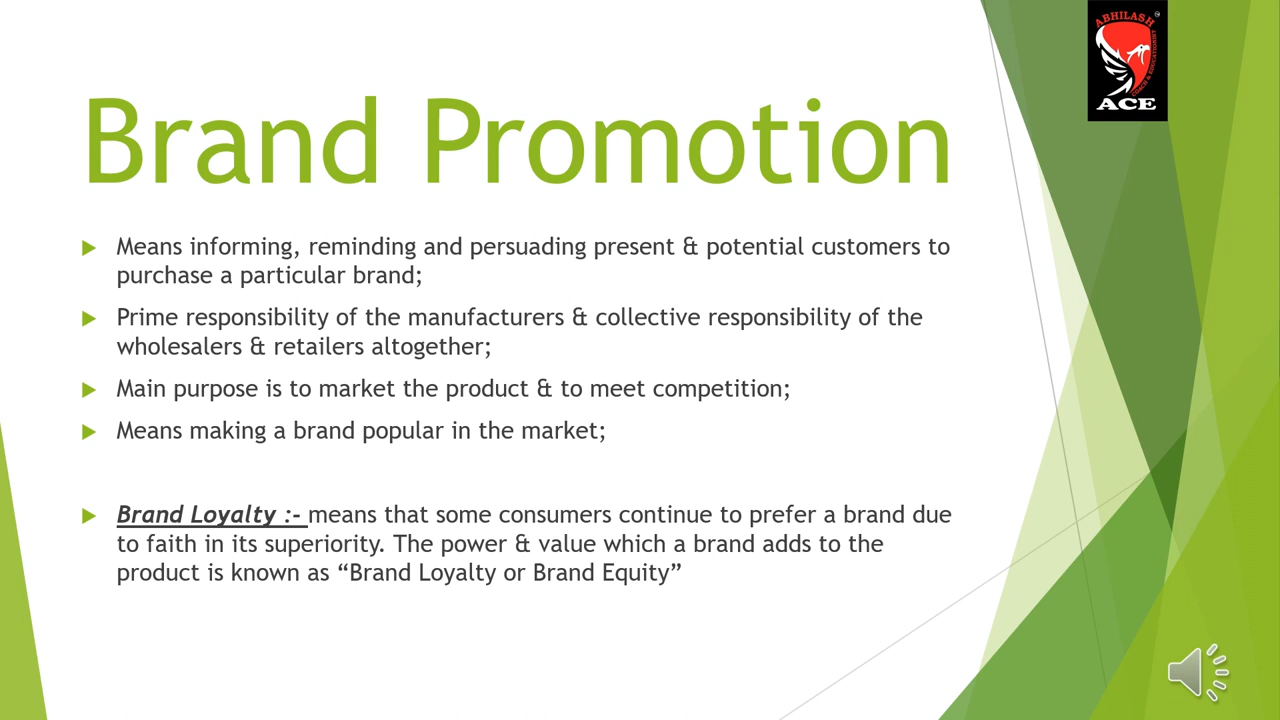 ABHILASH
COACH & EDUCATIONIST
ACE
Brand Promotion
Means informing, reminding and persuading present & potential customers to
purchase a particular brand;
Prime responsibility of the manufacturers & collective responsibility of the
wholesalers & retailers altogether;
Main purpose is to market the product & to meet competition;
Means making a brand popular in the market;
Brand Loyalty :- means that some consumers continue to prefer a brand due
to faith in its superiority. The power & value which a brand adds to the
product is known as “Brand Loyalty or Brand Equity”